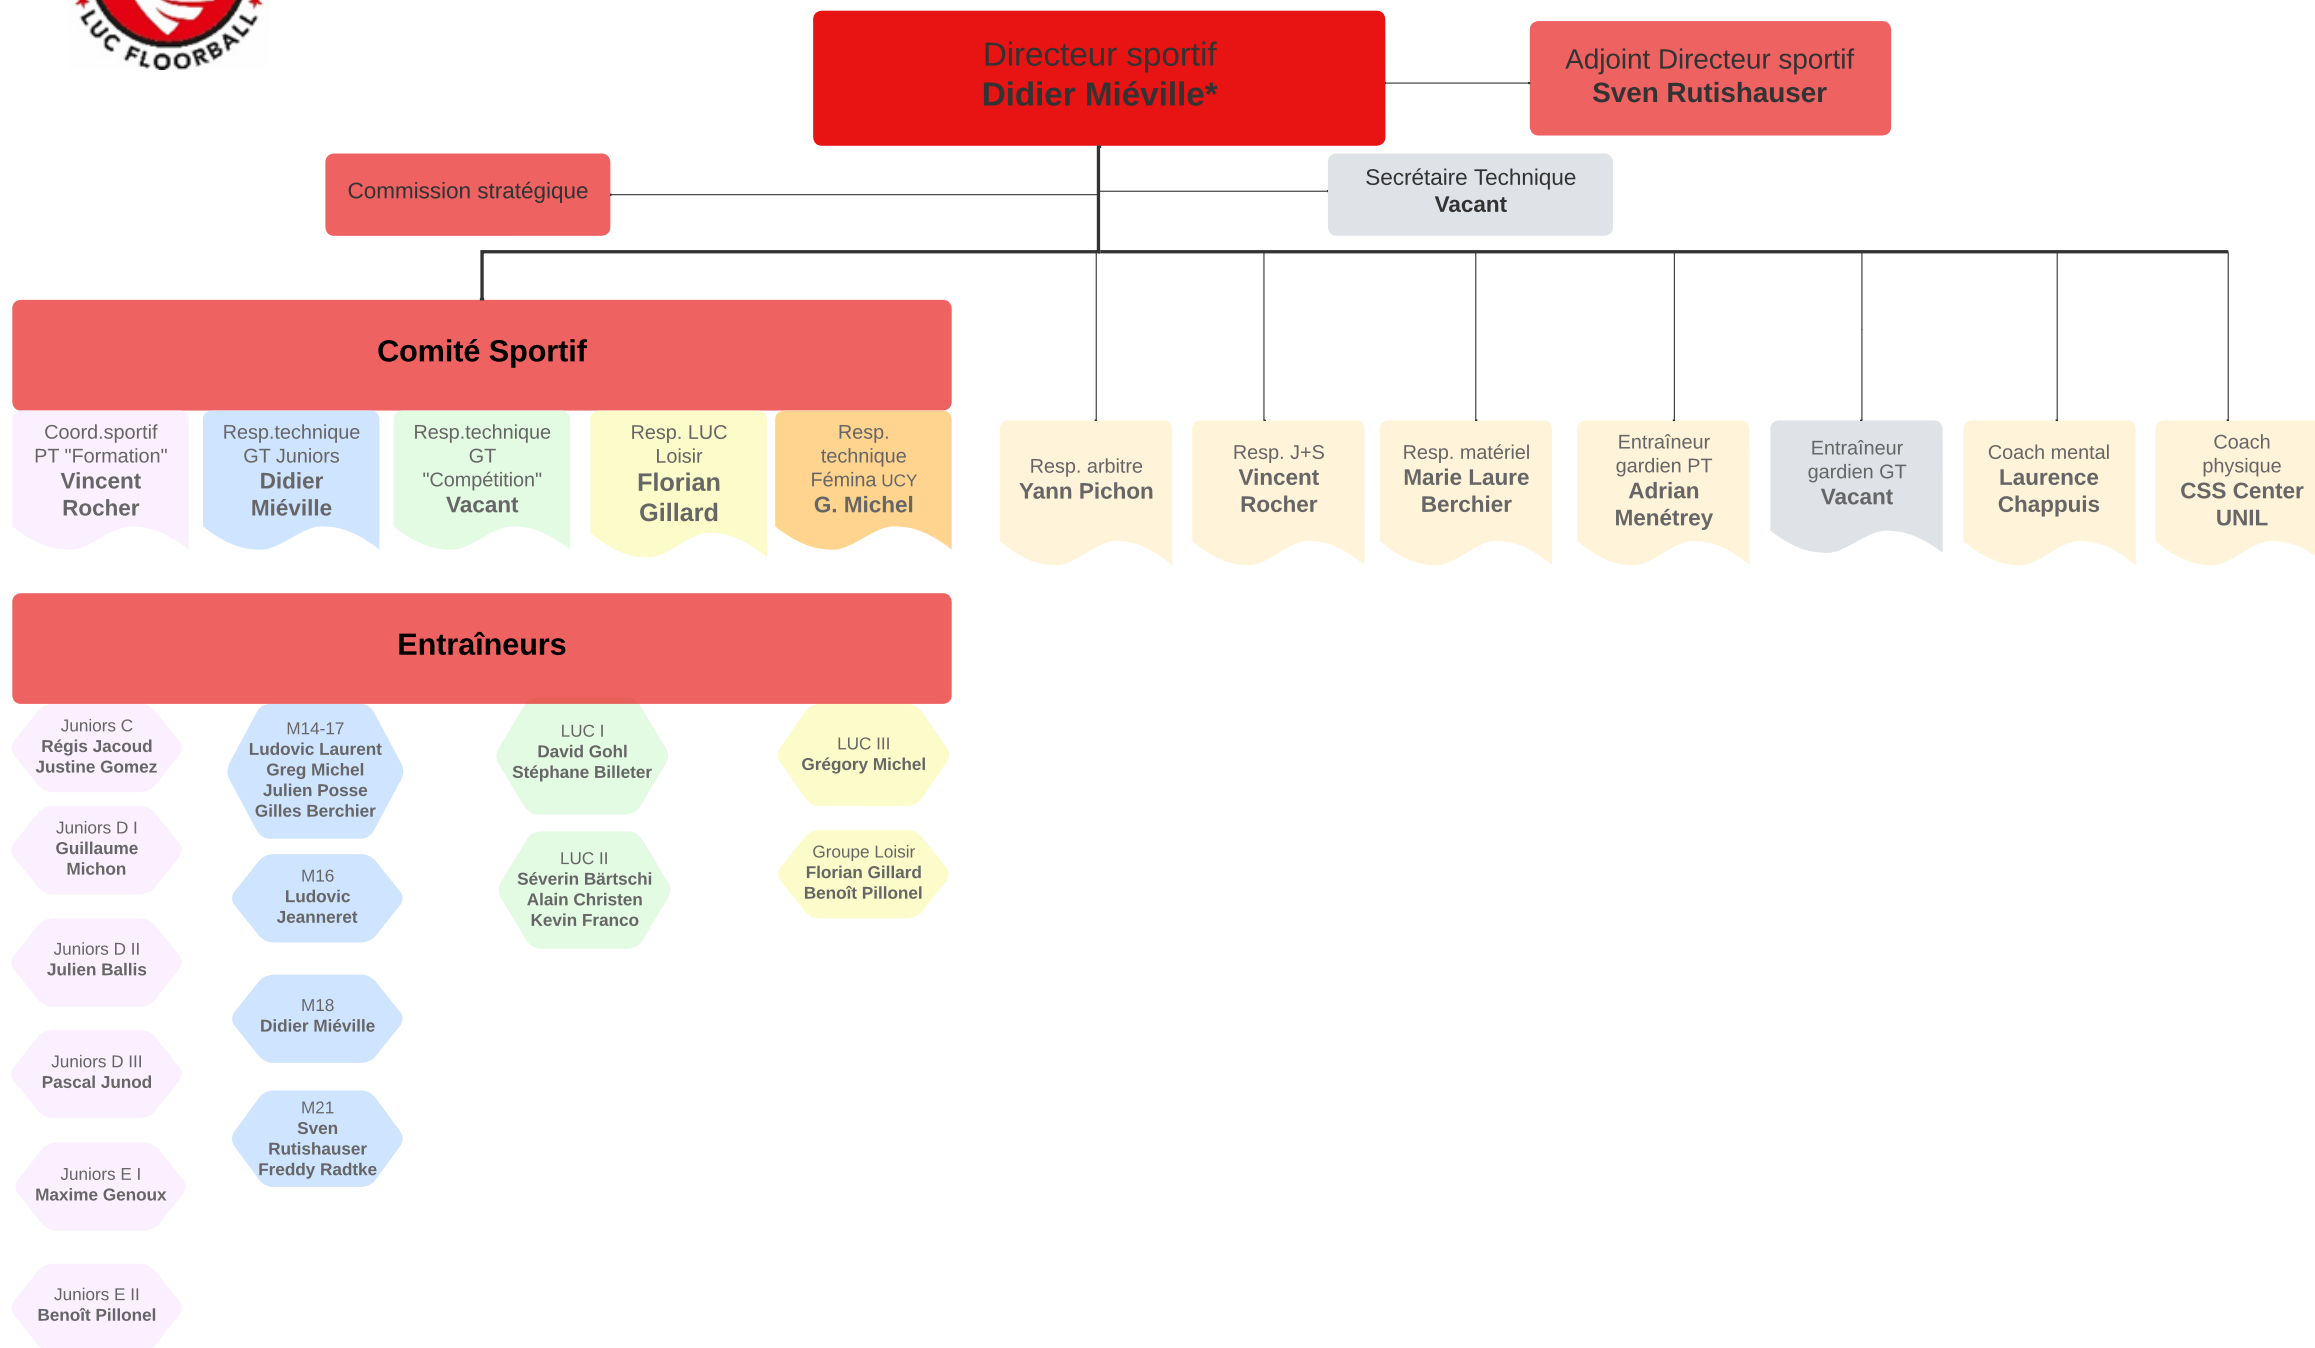 LUC FLOORBALL
Directeur sportif
Didier Miéville*
Adjoint Directeur sportif
Sven Rutishauser
Commission stratégique
Secrétaire Technique
Vacant
Comité Sportif
Coord.sportif
PT "Formation"
Vincent
Rocher
Resp.technique
GT Juniors
Didier
Miéville
Resp.technique
GT
"Compétition"
Vacant
Resp. LUC
Loisir
Florian
Gillard
Resp.
technique
Fémina UCY
G. Michel
Resp. arbitre
Yann Pichon
Resp. J+S
Vincent
Rocher
Resp. matériel
Marie Laure
Berchier
Entraîneur
gardien PT
Adrian
Menétrey
Entraîneur
gardien GT
Vacant
Coach mental
Laurence
Chappuis
Coach
physique
CSS Center
UNIL
Entraîneurs
Juniors C
Régis Jacoud
Justine Gomez
Juniors D I
Guillaume
Michon
Juniors D II
Julien Ballis
Juniors D III
Pascal Junod
Juniors E I
Maxime Genoux
Juniors E II
Benoît Pillonel
M14-17
Ludovic Laurent
Greg Michel
Julien Posse
Gilles Berchier
M16
Ludovic
Jeanneret
M18
Didier Miéville
M21
Sven
Rutishauser
Freddy Radtke
LUC I
David Gohl
Stéphane Billeter
LUC II
Séverin Bärtschi
Alain Christen
Kevin Franco
LUC III
Grégory Michel
Groupe Loisir
Florian Gillard
Benoît Pillonel